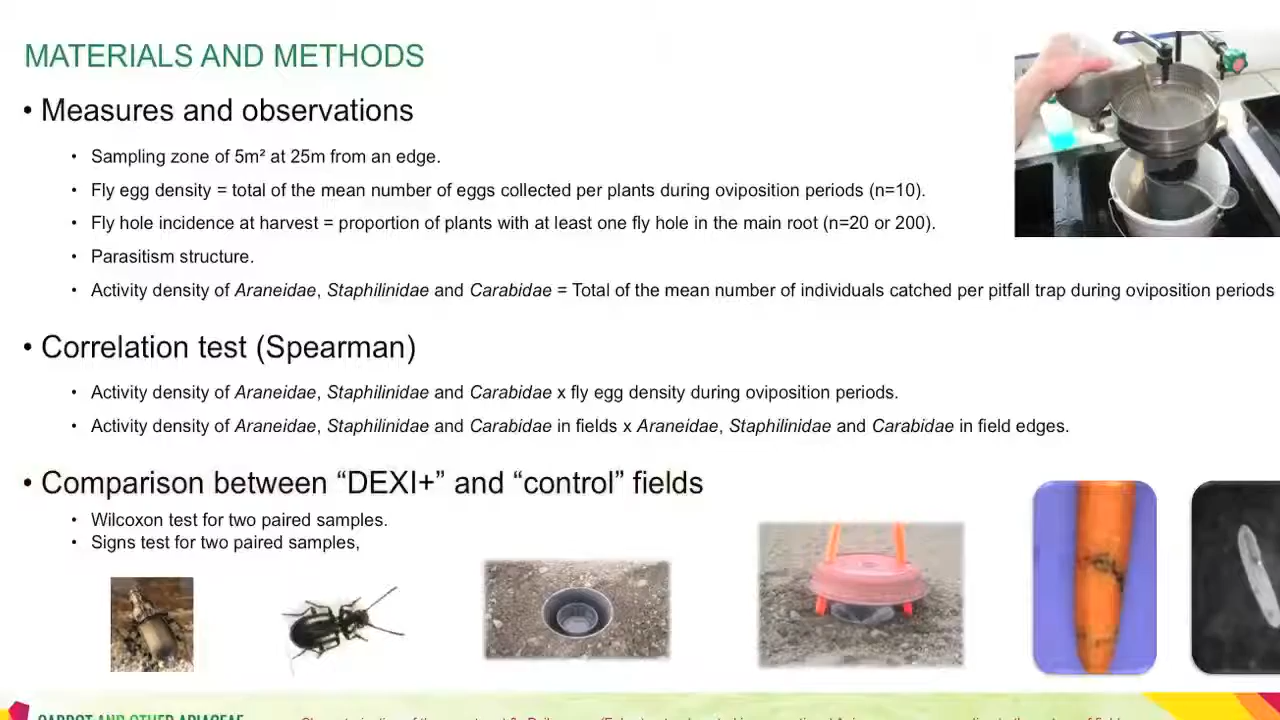 MATERIALS AND METHODS
• Measures and observations
• Sampling zone of 5m² at 25m from an edge.
• Fly egg density = total of the mean number of eggs collected per plants during oviposition periods (n=10).
• Fly hole incidence at harvest = proportion of plants with at least one fly hole in the main root (n=20 or 200).
• Parasitism structure.
• Activity density of Araneidae, Staphilinidae and Carabidae = Total of the mean number of individuals catched per pitfall trap during oviposition periods
• Correlation test (Spearman)
• Activity density of Araneidae, Staphilinidae and Carabidae x fly egg density during oviposition periods.
• Activity density of Araneidae, Staphilinidae and Carabidae in fields x Araneidae, Staphilinidae and Carabidae in field edges.
• Comparison between “DEXI+” and “control” fields
• Wilcoxon test for two paired samples.
• Signs test for two paired samples,
CARROT AND OTHER APIACEAE